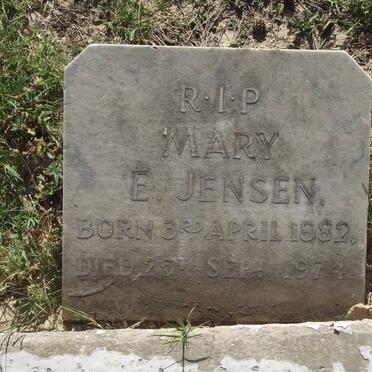 R·I·P
MARY
E. JENSEN.
BORN 3RD APRIL 1882,
DIED, 25TH SEPT. 1974.